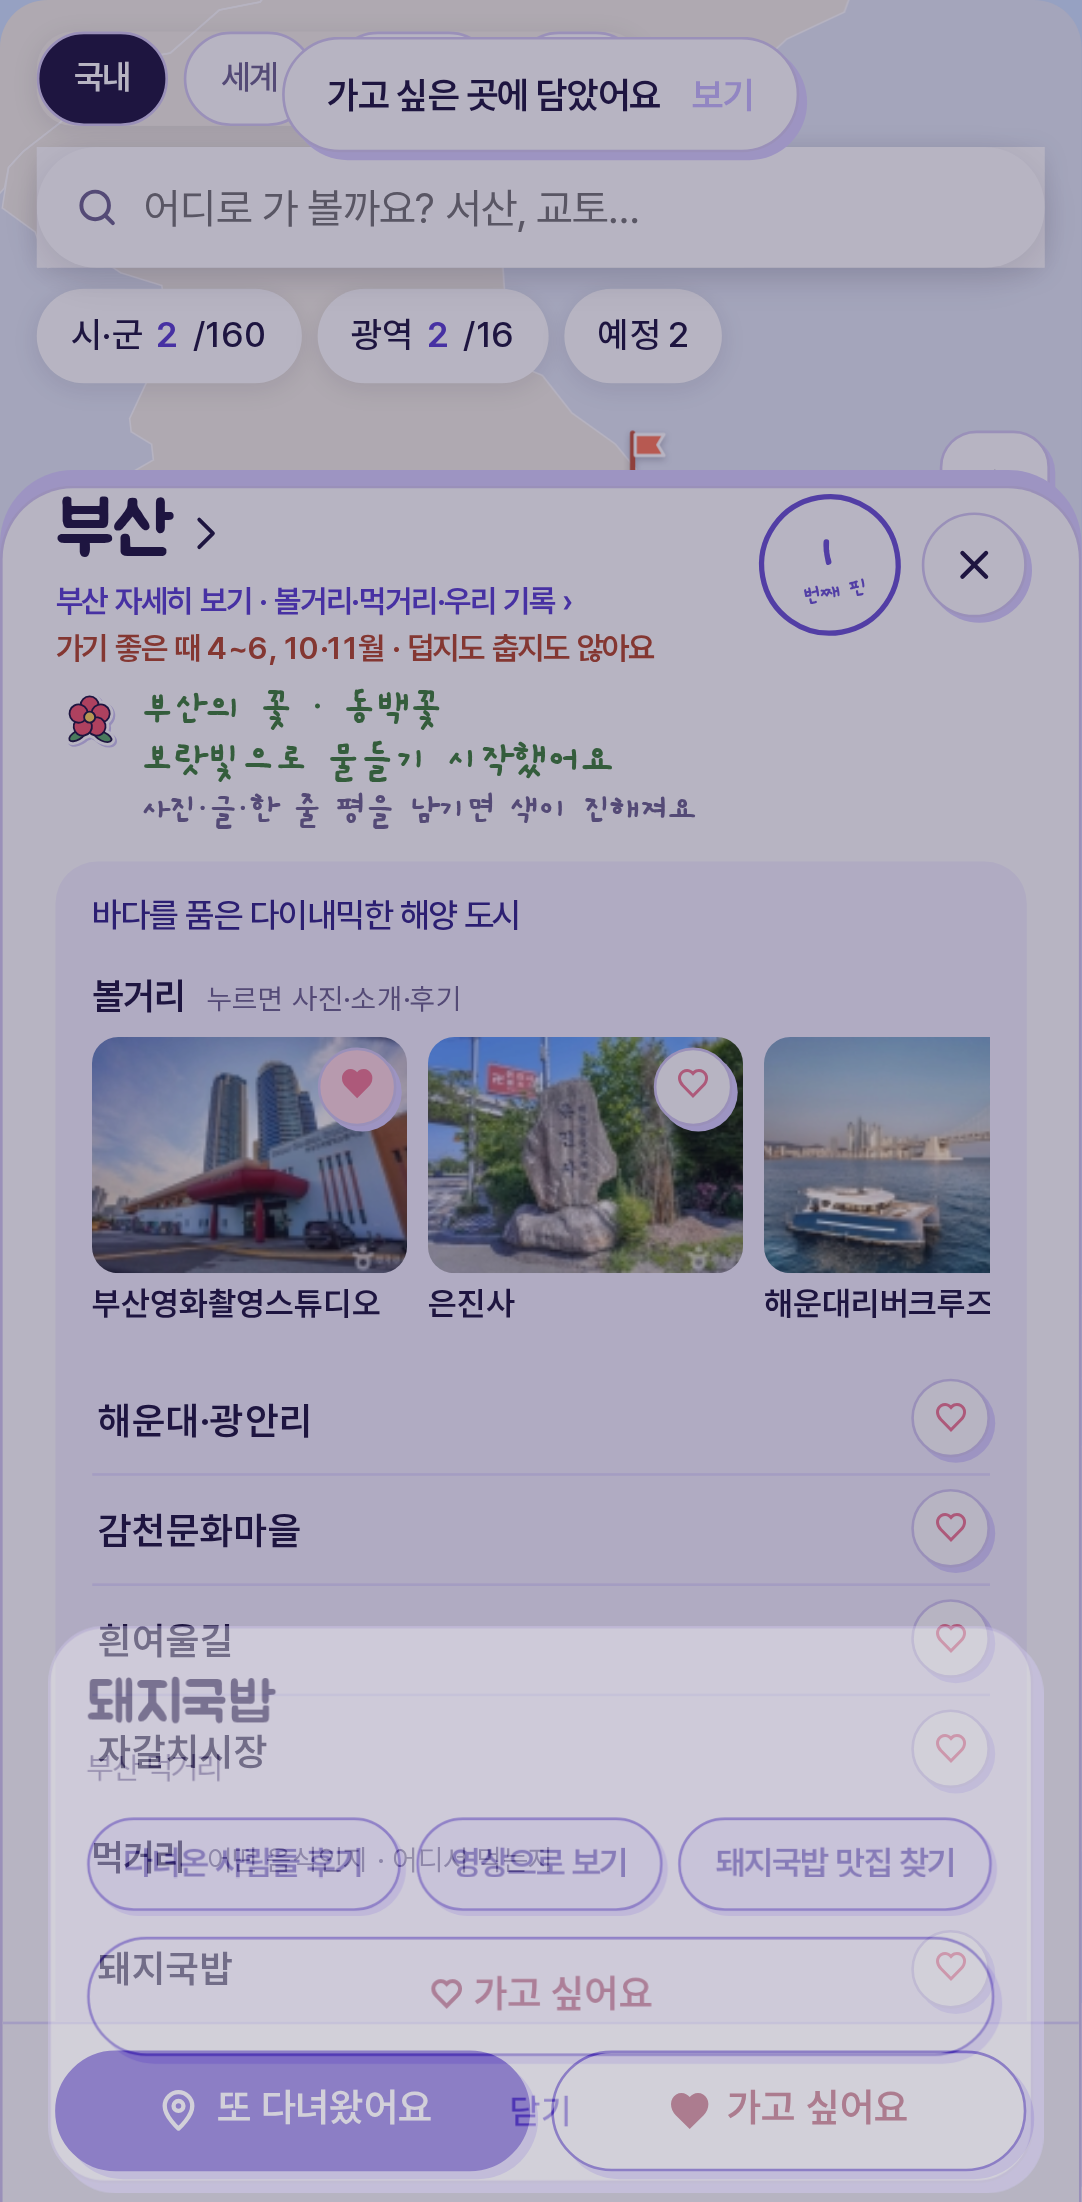 국내
세계
가고 싶은 곳에 담았어요 보기
어디로 가 볼까요? 서산, 교토...
시·군 2 /160
광역 2 /16
예정 2
부산 >
번째 핀
부산 자세히 보기 · 볼거리·먹거리·우리 기록 ›
가기 좋은 때 4~6, 10·11월 · 덥지도 춥지도 않아요
부산의 꽃 · 동백꽃
보랏빛으로 물들기 시작했어요
사진·글·한 줄 평을 남기면 색이 진해져요
바다를 품은 다이내믹한 해양 도시
볼거리 누르면 사진·소개·후기
부산영화촬영스튜디오
은진사
해운대리버크루즈
해운대·광안리
감천문화마을
흰여울길
돼지국밥
자갈치시장
부산 먹거리
먹거리
영상으로 보기
돼지국밥 맛집 찾기
돼지국밥
가고 싶어요
또 다녀왔어요
닫기
가고 싶어요